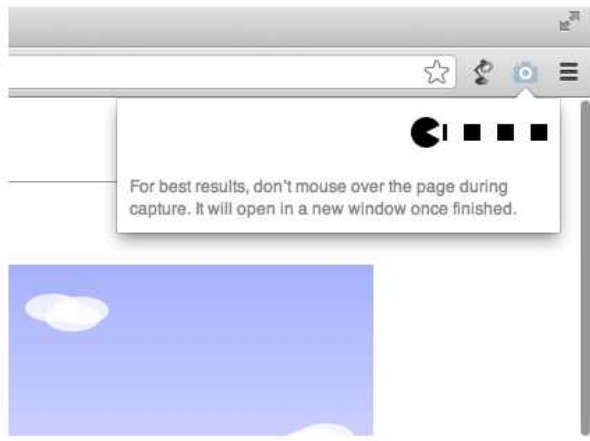 For best results, don't mouse over the page during
capture. It will open in a new window once finished.